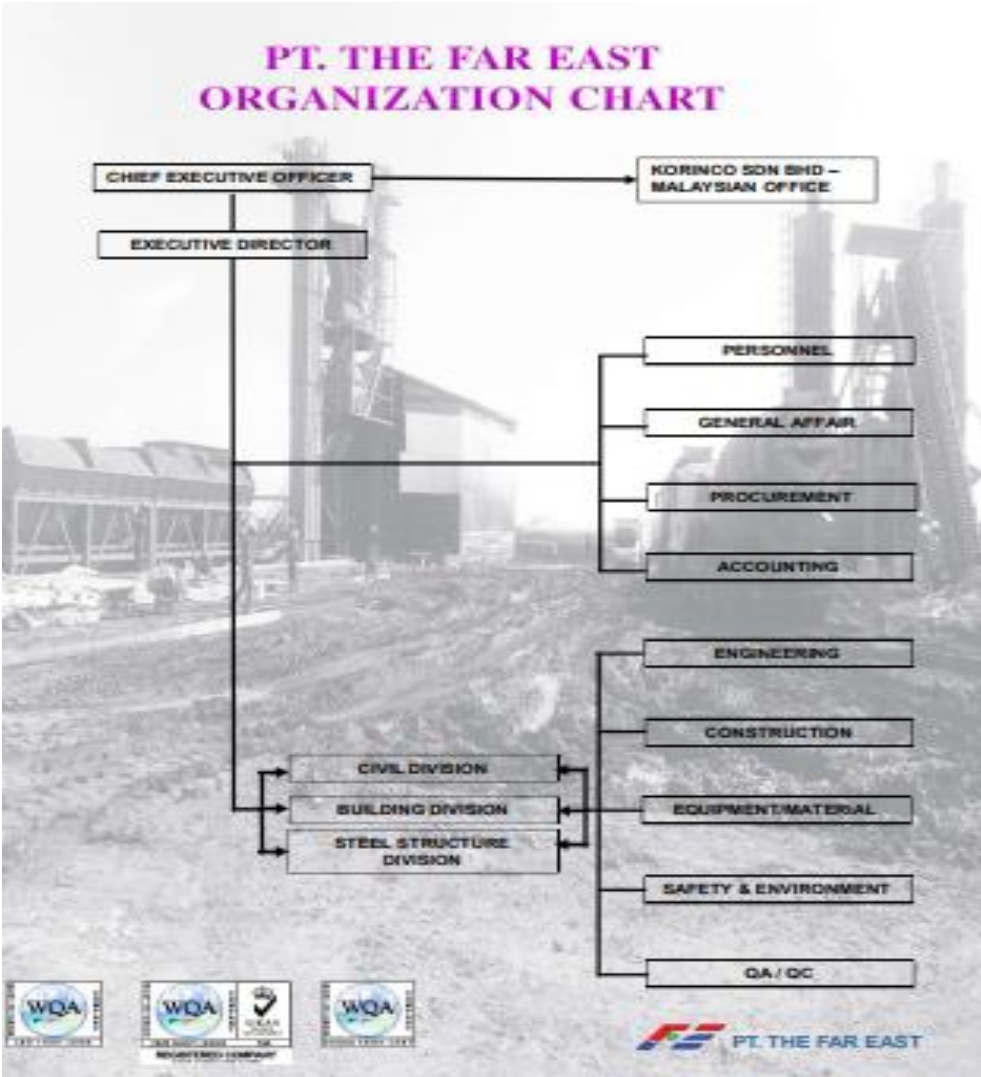 PT. THE FAR EAST
ORGANIZATION CHART
CHIEF EXECUTIVE OFFICER
KORINCO SDN BHD –
MALAYSIAN OFFICE
EXECUTIVE DIRECTOR
PERSONNEL
GENERAL AFFAIR
PROCUREMENT
ACCOUNTING
ENGINEERING
CONSTRUCTION
CIVIL DIVISION
BUILDING DIVISION
EQUIPMENT/MATERIAL
STEEL STRUCTURE
DIVISION
SAFETY & ENVIRONMENT
QA / QC
WQA
WQA
WQA
REGISTERED COMPANY
PT. THE FAR EAST